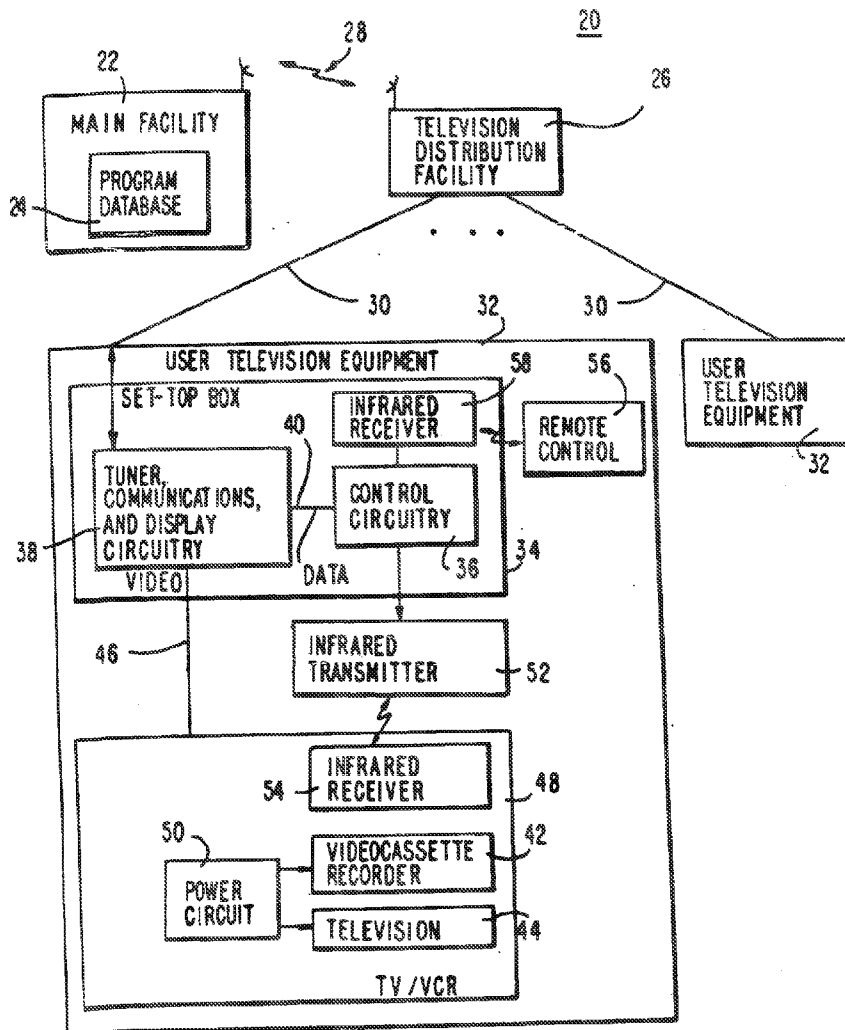 20
28
22
26
MAIN FACILITY
TELEVISION
DISTRIBUTION
FACILITY
PROGRAM
DATABASE
24
30
32
30
USER TELEVISION EQUIPMENT
58
56
USER
TELEVISION
EQUIPMENT
32
SET-TOP BOX
INFRARED
RECEIVER
REMOTE
CONTROL
40
TUNER,
COMMUNICATIONS,
AND DISPLAY
CIRCUITRY
38
CONTROL
CIRCUITRY
36
34
VIDEO
DATA
46
INFRARED
TRANSMITTER
52
INFRARED
RECEIVER
54
48
50
VIDEOCASSETTE
RECORDER
42
POWER
CIRCUIT
TELEVISION
44
TV/VCR